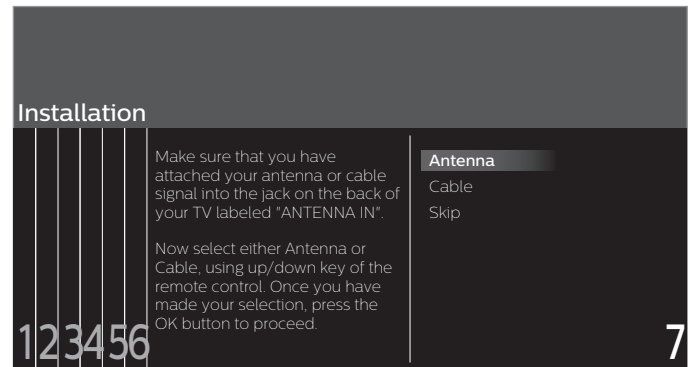 Installation
Make sure that you have
attached your antenna or cable
signal into the jack on the back of
your TV labeled "ANTENNA IN".
Now select either Antenna or
Cable, using up/down key of the
remote control. Once you have
made your selection, press the
OK button to proceed.
Antenna
Cable
Skip
123456
7